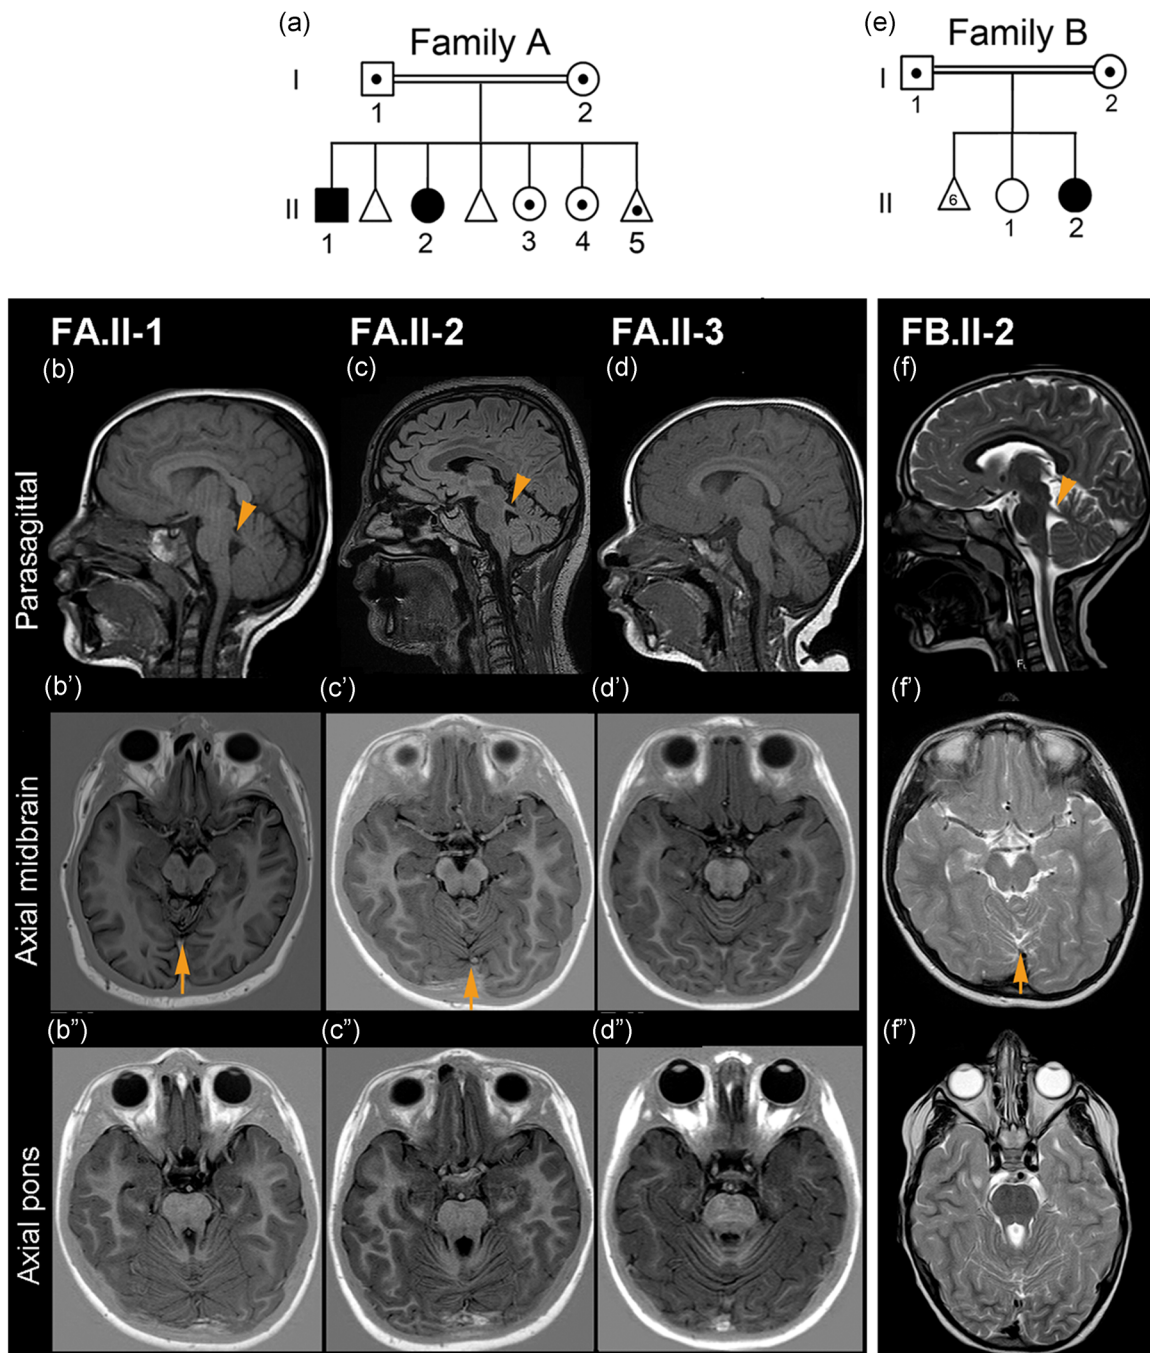 (a)
Family A
I
1
2
II
1
2
3
4
5
(e)
Family B
I
1
2
II
6
1
2
FA.II-1
FA.II-2
FA.II-3
FB.II-2
(b)
(c)
(d)
(f)
Parasagittal
(b')
(c')
(d')
(f')
Axial midbrain
(b")
(c")
(d")
(f")
Axial pons